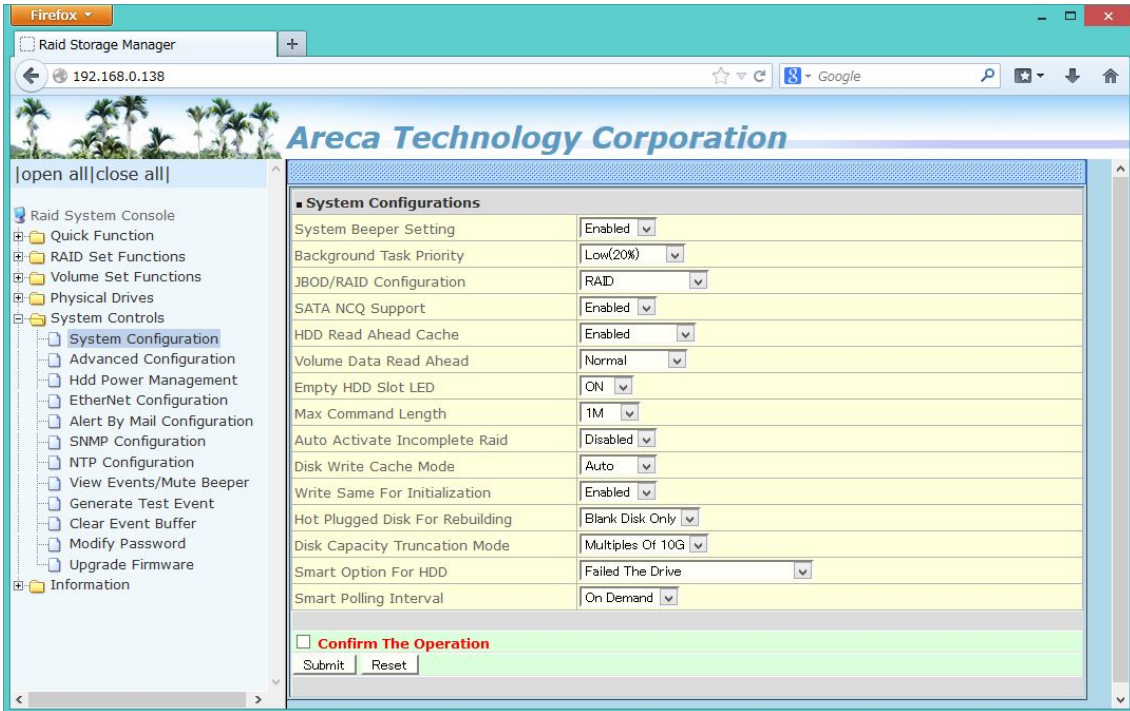 Firefox
Raid Storage Manager
192.168.0.138
Google
Areca Technology Corporation
|open all|close all|
Raid System Console
Quick Function
RAID Set Functions
Volume Set Functions
Physical Drives
System Controls
System Configuration
Advanced Configuration
Hdd Power Management
EtherNet Configuration
Alert By Mail Configuration
SNMP Configuration
NTP Configuration
View Events/Mute Beeper
Generate Test Event
Clear Event Buffer
Modify Password
Upgrade Firmware
Information
System Configurations
System Beeper Setting Enabled
Background Task Priority Low(20%)
JBOD/RAID Configuration RAID
SATA NCQ Support Enabled
HDD Read Ahead Cache Enabled
Volume Data Read Ahead Normal
Empty HDD Slot LED ON
Max Command Length 1M
Auto Activate Incomplete Raid Disabled
Disk Write Cache Mode Auto
Write Same For Initialization Enabled
Hot Plugged Disk For Rebuilding Blank Disk Only
Disk Capacity Truncation Mode Multiples Of 10G
Smart Option For HDD Failed The Drive
Smart Polling Interval On Demand
Confirm The Operation
Submit Reset